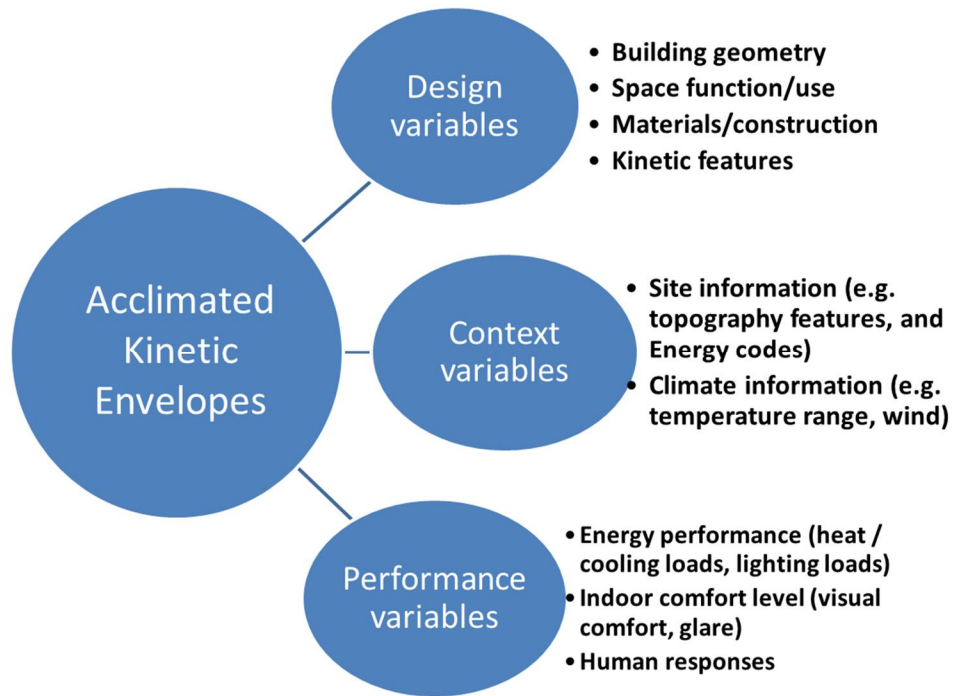 Design
variables
• Building geometry
• Space function/use
• Materials/construction
• Kinetic features
Acclimated
Kinetic
Envelopes
Context
variables
• Site information (e.g.
topography features, and
Energy codes)
• Climate information (e.g.
temperature range, wind)
Performance
variables
• Energy performance (heat /
cooling loads, lighting loads)
• Indoor comfort level (visual
comfort, glare)
• Human responses